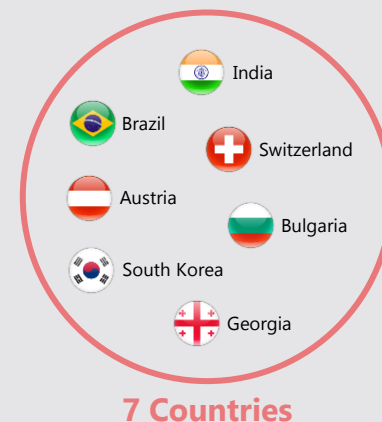 India
Brazil
Switzerland
Austria
Bulgaria
South Korea
Georgia
7 Countries